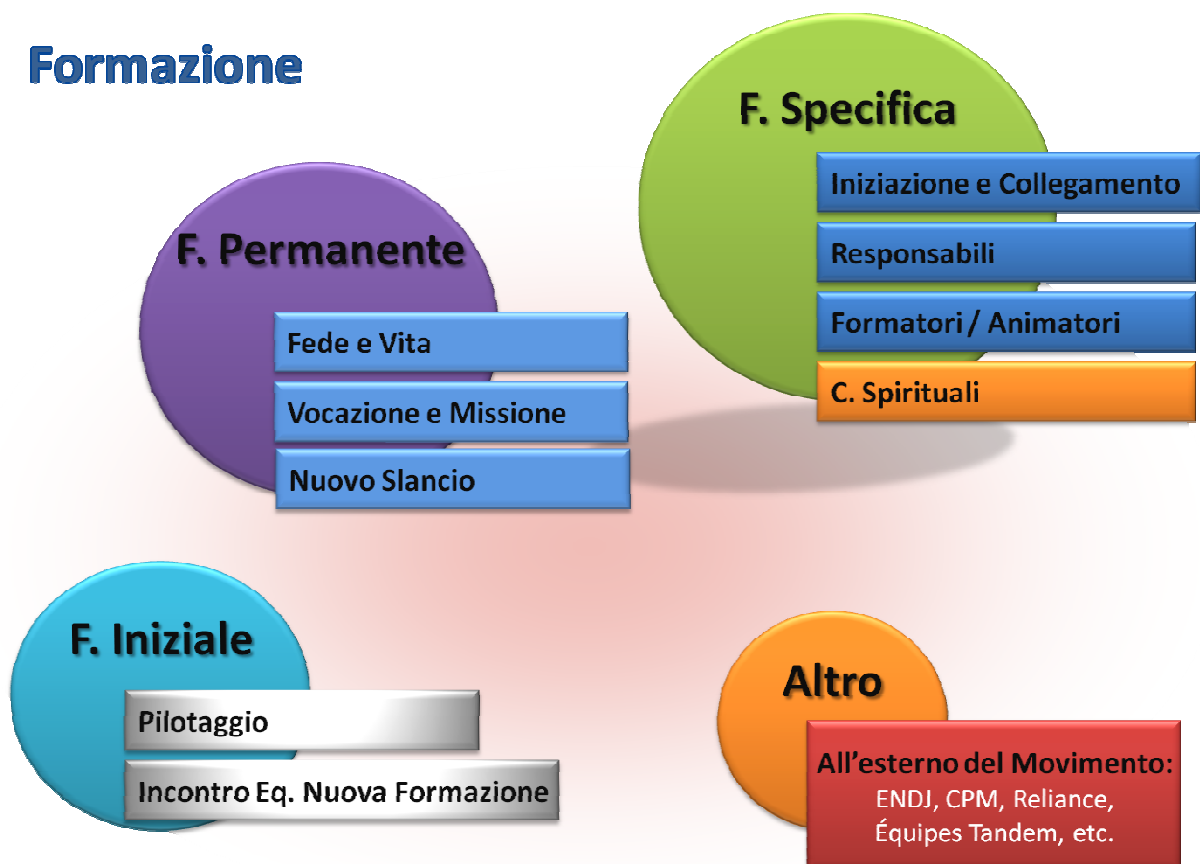 Formazione
F. Specifica
Iniziazione e Collegamento
Responsabili
Formatori / Animatori
C. Spirituali
F. Permanente
Fede e Vita
Vocazione e Missione
Nuovo Slancio
F. Iniziale
Pilotaggio
Incontro Eq. Nuova Formazione
Altro
All'esterno del Movimento:
ENDJ, CPM, Reliance,
Équipes Tandem, etc.